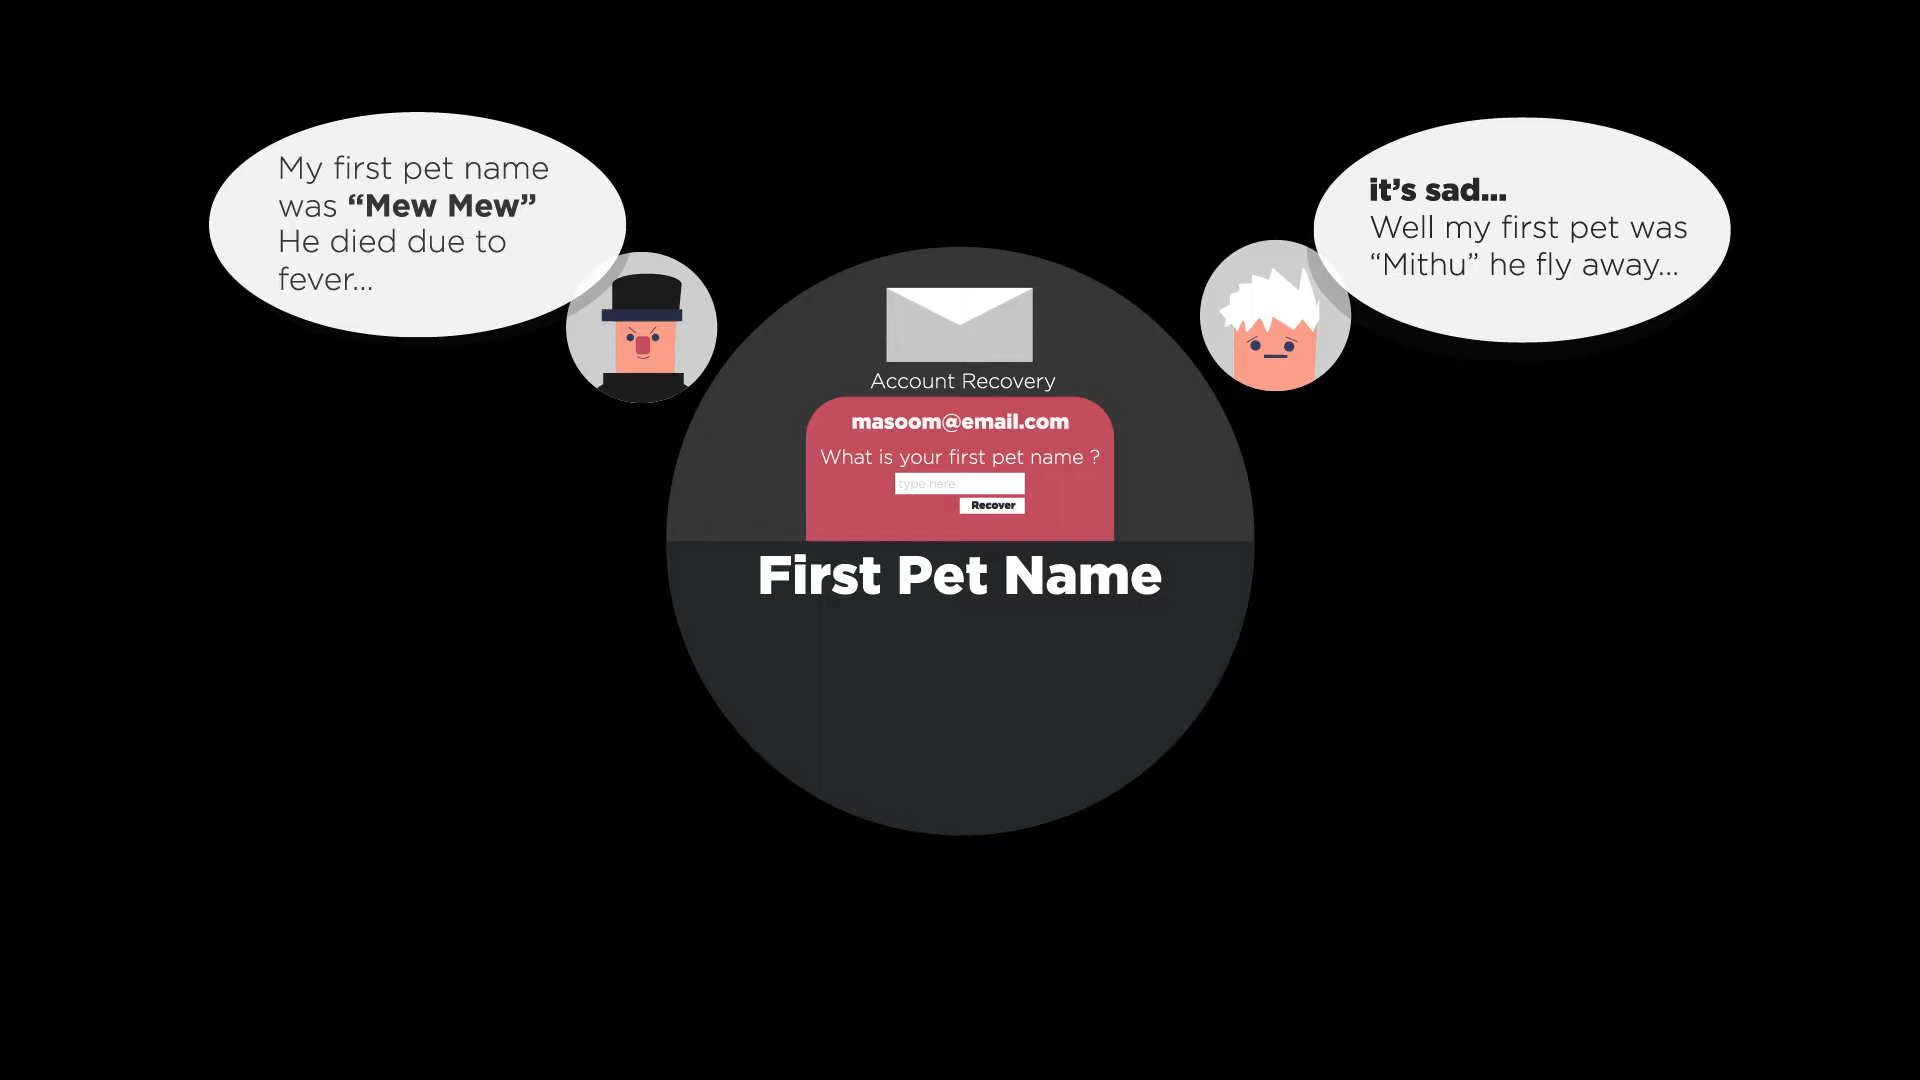 My first pet name
was “Mew Mew”
He died due to
fever...
it’s sad...
Well my first pet was
“Mithu” he fly away...
Account Recovery
masoom@email.com
What is your first pet name ?
type here
Recover
First Pet Name